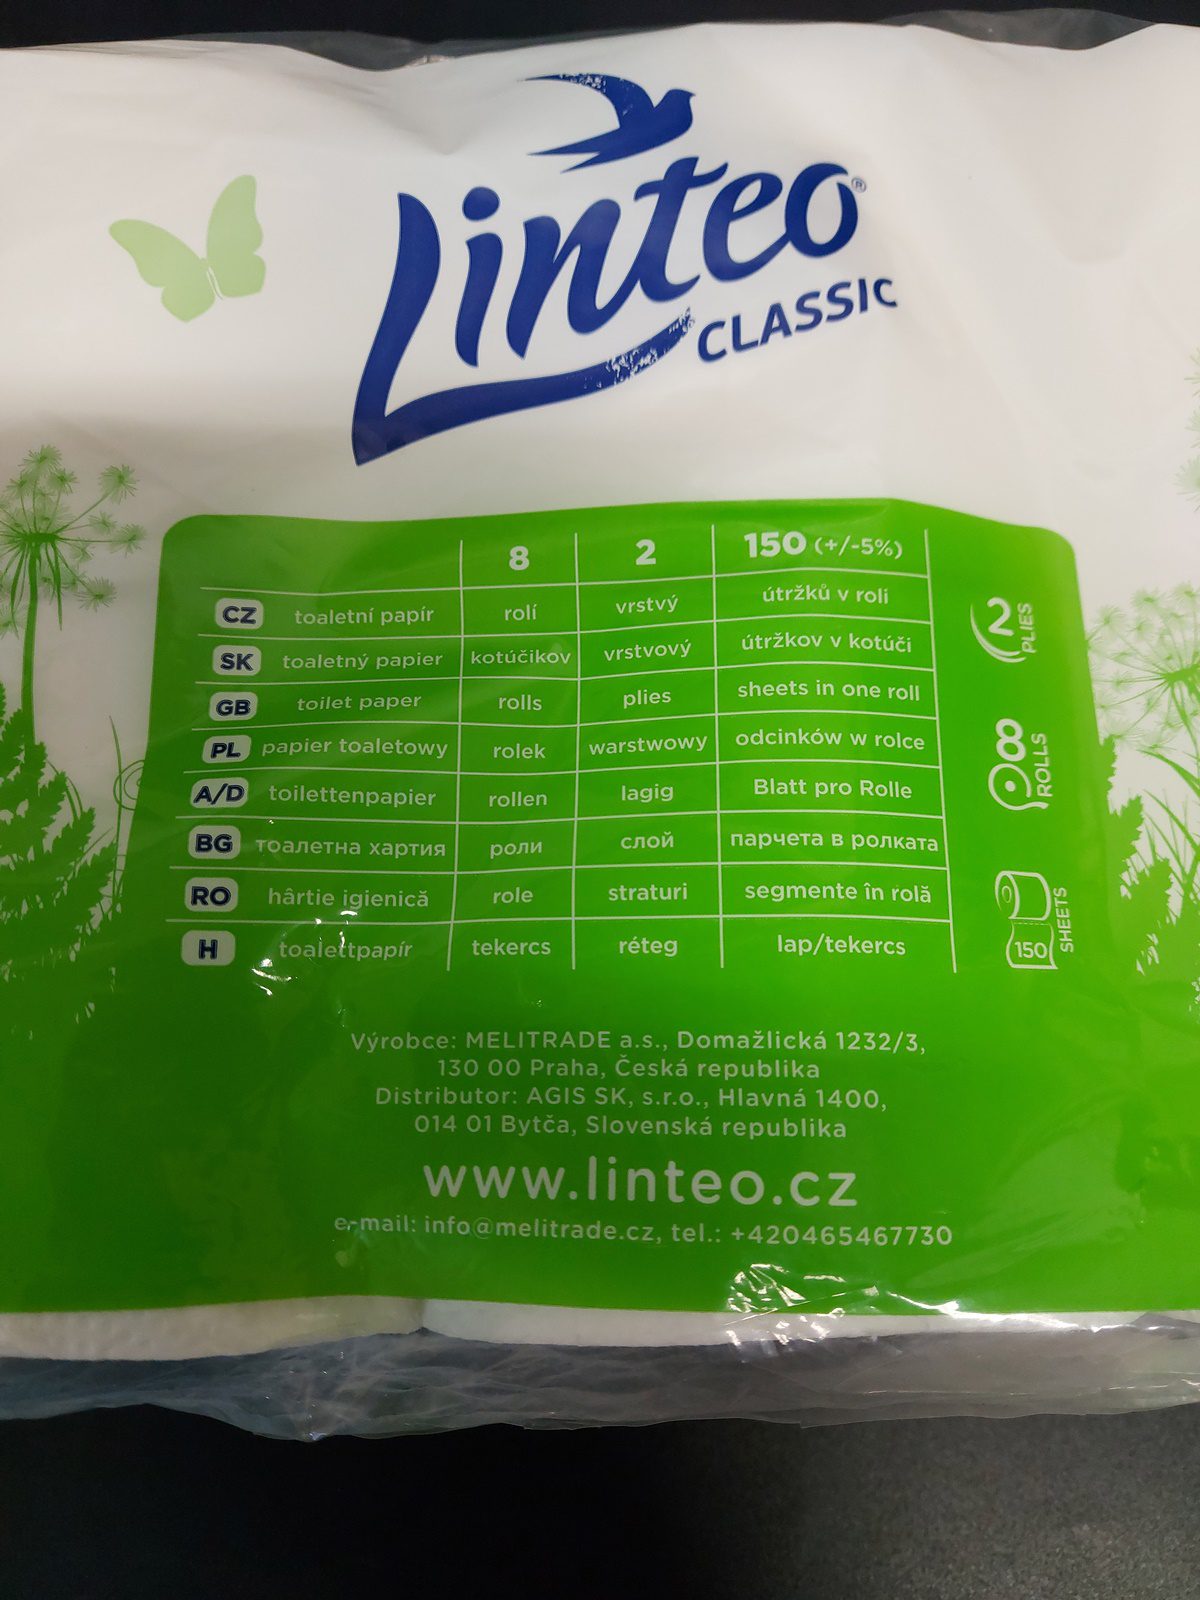 Linteo®
CLASSIC
8 2 150 (+/-5%)
CZ toaletní papír rolí vrstvý útržků v roli
SK toaletný papier kotúčikov vrstvový útržkov v kotúči
GB toilet paper rolls plies sheets in one roll
PL papier toaletowy rolek warstwowy odcinków w rolce
A/D toilettenpapier rollen lagig Blatt pro Rolle
BG тоалетна хартия роли слой парчета в ролката
RO hârtie igienică role straturi segmente în rolă
H toalettpapír tekercs réteg lap/tekercs
2 PLIES
8 ROLLS
150 SHEETS
Výrobce: MELITRADE a.s., Domažlická 1232/3,
130 00 Praha, Česká republika
Distributor: AGIS SK, s.r.o., Hlavná 1400,
014 01 Bytča, Slovenská republika
www.linteo.cz
e-mail: info@melitrade.cz, tel.: +420465467730